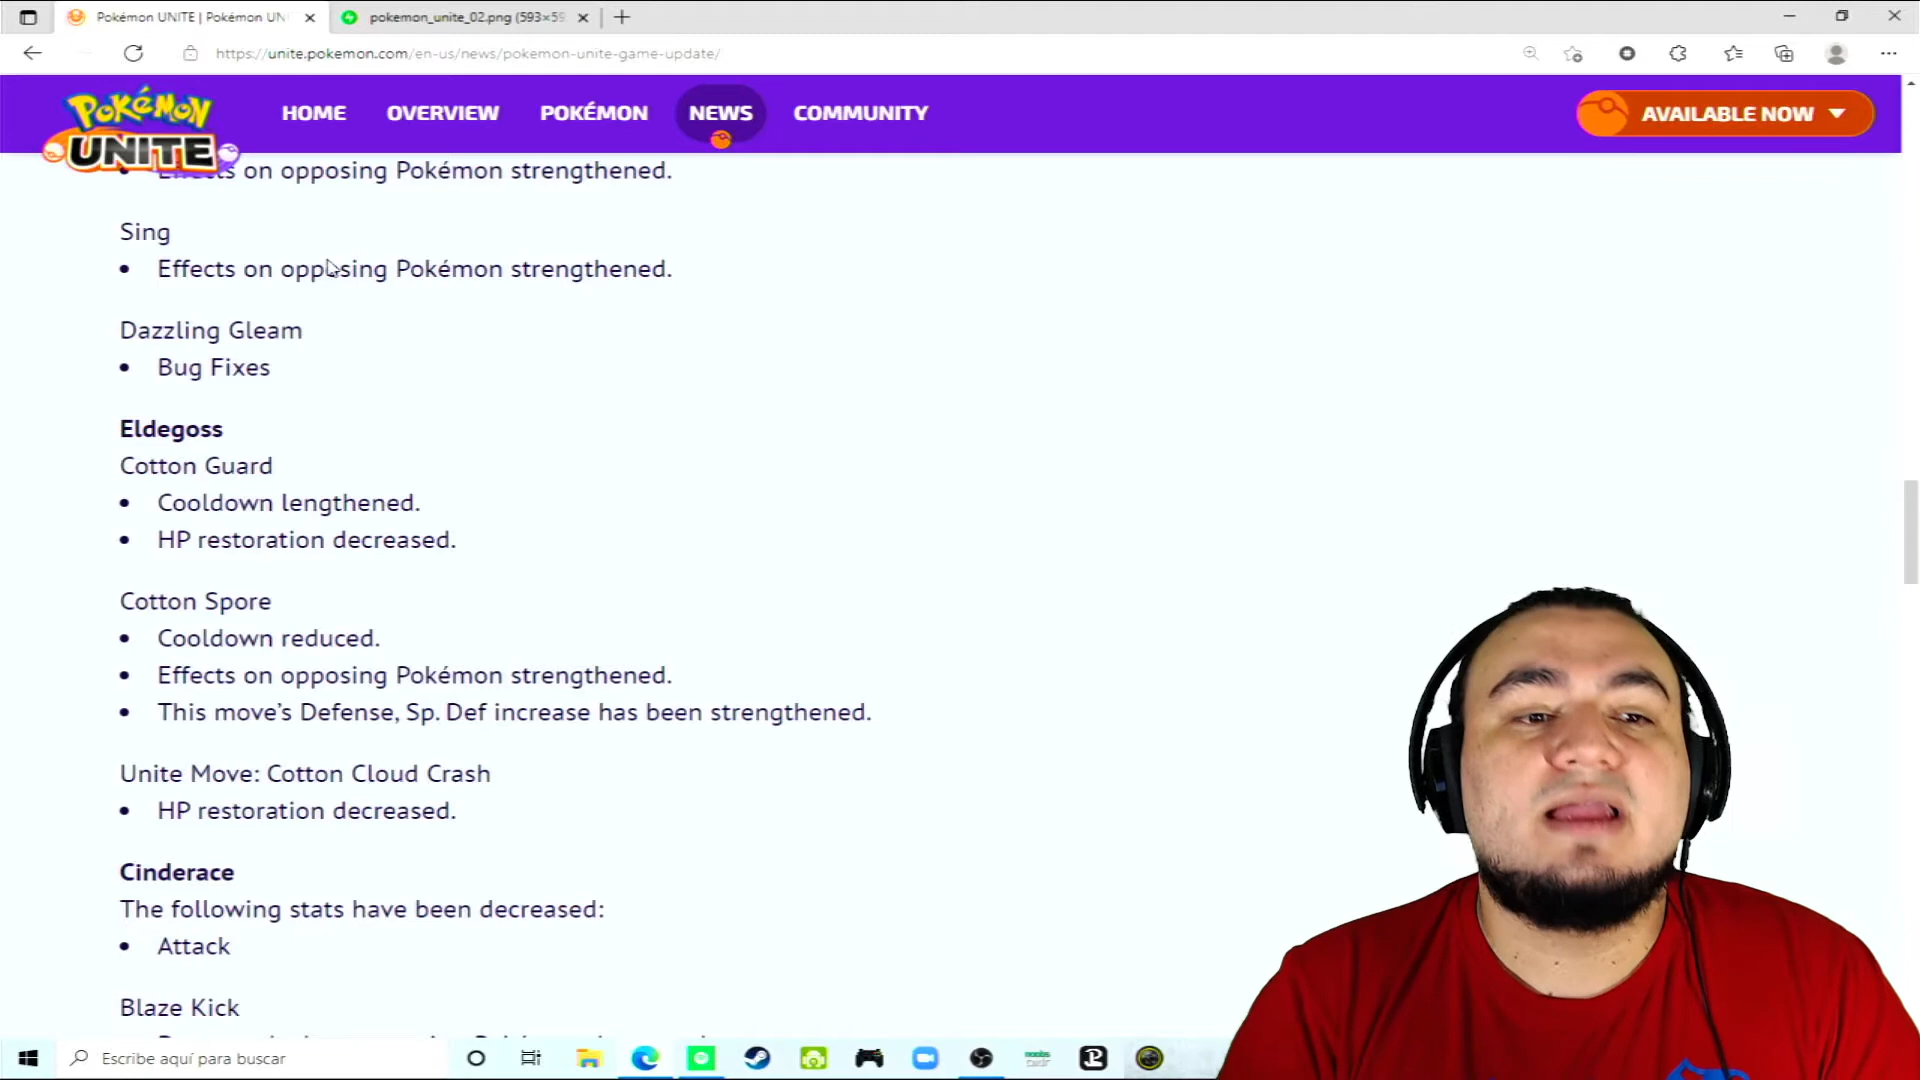 Pokémon UNITE | Pokémon UN
pokemon_unite_02.png (593×59
https://unite.pokemon.com/en-us/news/pokemon-unite-game-update/
POKÉMON
UNITE
HOME
OVERVIEW
POKÉMON
NEWS
COMMUNITY
AVAILABLE NOW
• Effects on opposing Pokémon strengthened.
Sing
• Effects on opposing Pokémon strengthened.
Dazzling Gleam
• Bug Fixes
Eldegoss
Cotton Guard
• Cooldown lengthened.
• HP restoration decreased.
Cotton Spore
• Cooldown reduced.
• Effects on opposing Pokémon strengthened.
• This move’s Defense, Sp. Def increase has been strengthened.
Unite Move: Cotton Cloud Crash
• HP restoration decreased.
Cinderace
The following stats have been decreased:
• Attack
Blaze Kick
Escribe aquí para buscar